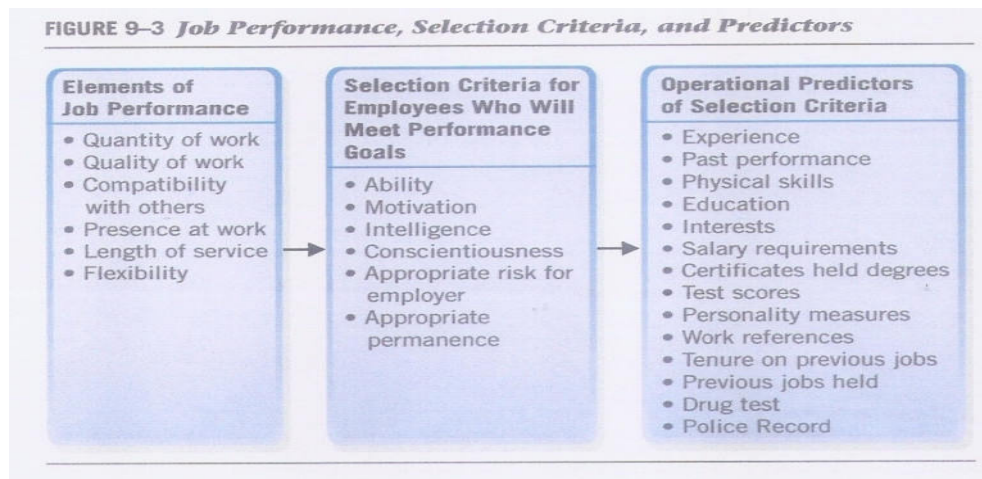 FIGURE 9–3 Job Performance, Selection Criteria, and Predictors
Elements of
Job Performance
• Quantity of work
• Quality of work
• Compatibility
with others
• Presence at work
• Length of service
• Flexibility
Selection Criteria for
Employees Who Will
Meet Performance
Goals
• Ability
• Motivation
• Intelligence
• Conscientiousness
• Appropriate risk for
employer
• Appropriate
permanence
Operational Predictors
of Selection Criteria
• Experience
• Past performance
• Physical skills
• Education
• Interests
• Salary requirements
• Certificates held degrees
• Test scores
• Personality measures
• Work references
• Tenure on previous jobs
• Previous jobs held
• Drug test
• Police Record